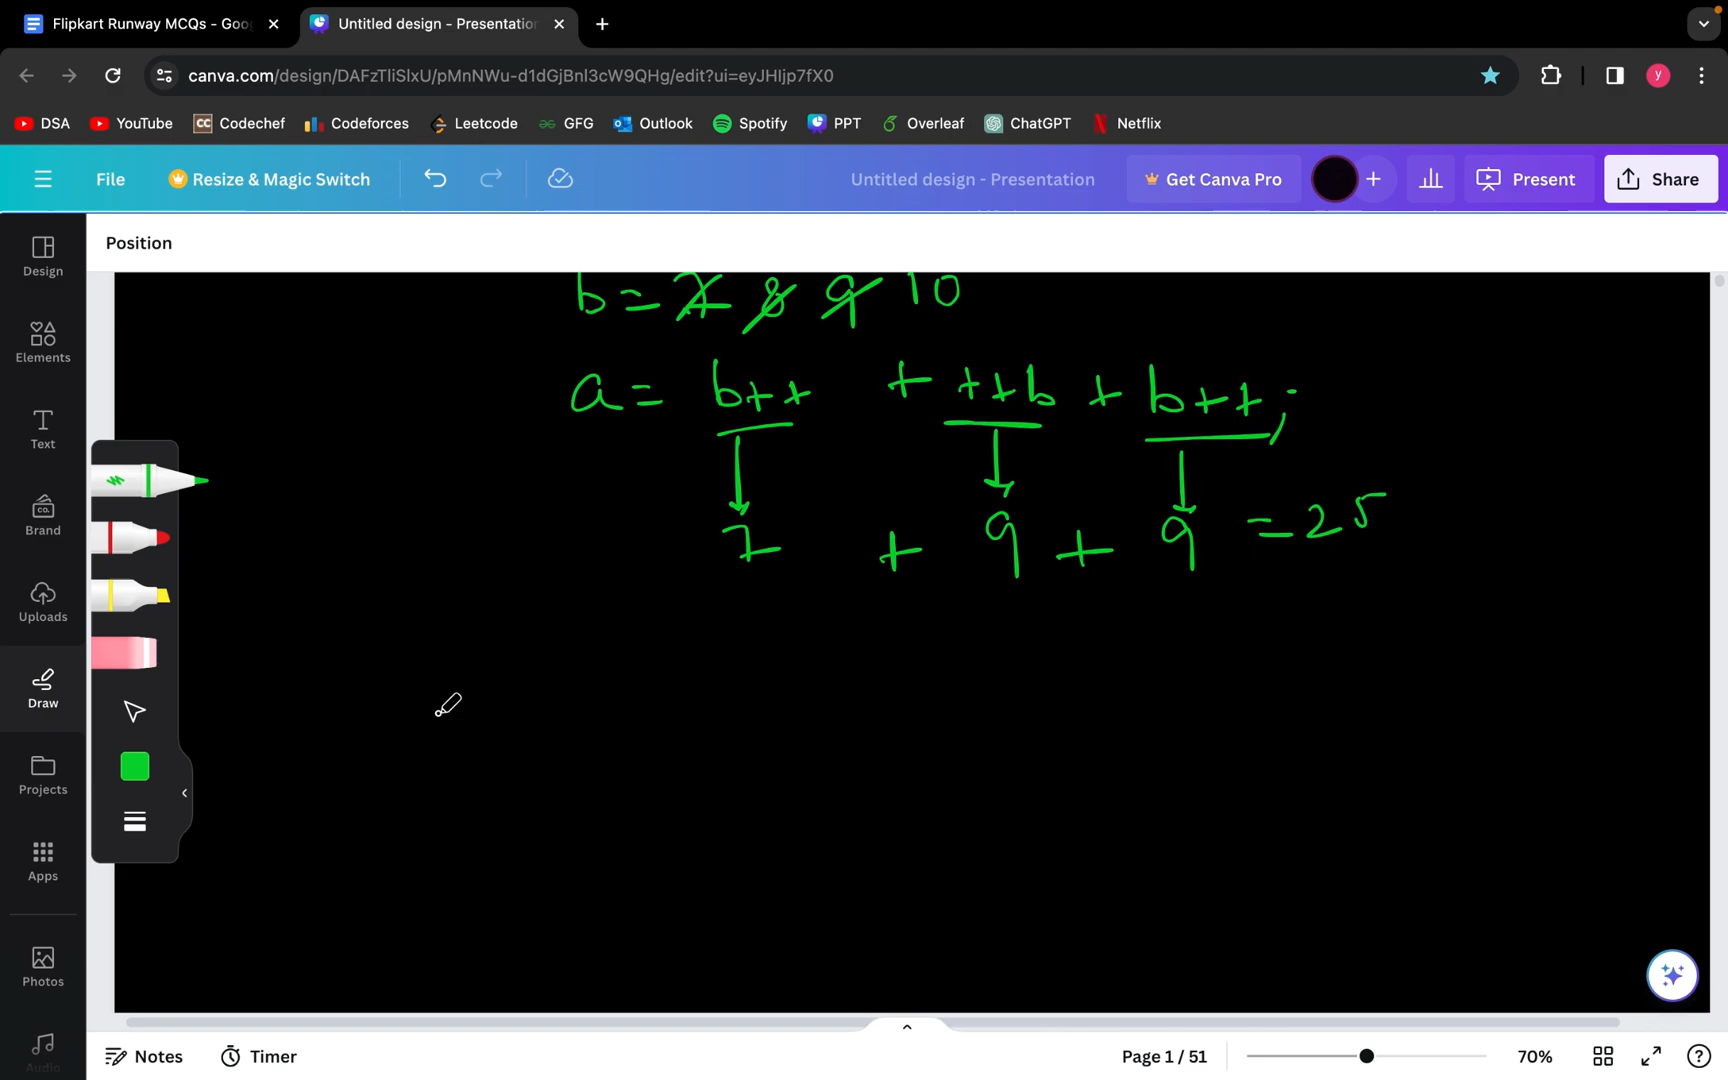 Flipkart Runway MCQs - Goo
Untitled design - Presentation
canva.com/design/DAFzTliSlxU/pMnNWu-d1dGjBnl3cW9QHg/edit?ui=eyJHIjp7fX0
y
DSA YouTube CC Codechef Codeforces Leetcode GFG Outlook Spotify PPT Overleaf ChatGPT Netflix
File Resize & Magic Switch Untitled design - Presentation Get Canva Pro Present Share
Position
Design
Elements
Text
Brand
Uploads
Draw
Projects
Apps
Photos
Audio
b = 7 8 9 10
a = b++ + ++b + b++;
7 + 9 + 9 = 25
Notes Timer Page 1 / 51 70%